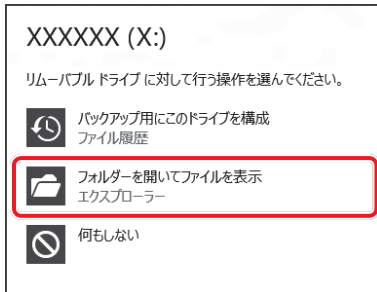 XXXXXX (X:)
リムーバブル ドライブ に対して行う操作を選んでください。
バックアップ用にこのドライブを構成
ファイル履歴
フォルダーを開いてファイルを表示
エクスプローラー
何もしない